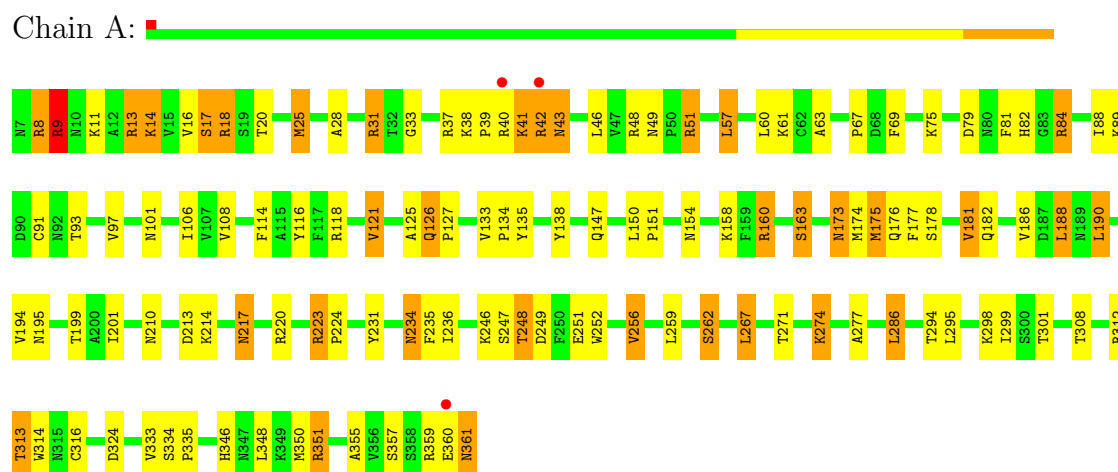 Chain A:
N7 R8 R9 N10 K11 A12 R13 K14 V15 V16 S17 R18 S19 T20 M25 A28 R31 T32 G33 R37 K38 P39 R40 K41 R42 N43 L46 V47 R48 N49 P50 R51 L57 L60 K61 C62 A63 P67 D68 F69 K75 D79 N80 F81 H82 G83 R84 I88
D90 C91 N92 T93 V97 N101 I106 V107 V108 F114 A115 Y116 F117 R118 V121 A125 Q126 P127 V133 P134 Y135 Y138 Q147 L150 P151 N154 K158 F159 R160 S163 N173 M174 M175 Q176 F177 S178 V181 Q182 V186 D187 L188 N189 L190
V194 N195 T199 A200 I201 N210 D213 K214 N217 R220 R223 P224 Y231 N234 F235 I236 K246 S247 T248 D249 F250 E251 W252 V256 L259 S262 L267 T271 K274 A277 L286 T294 L295 K298 I299 S300 T301 T308
T313 W314 N315 C316 D324 V333 S334 P335 H346 N347 L348 K349 M350 R351 A355 V356 S357 S358 R359 E360 N361